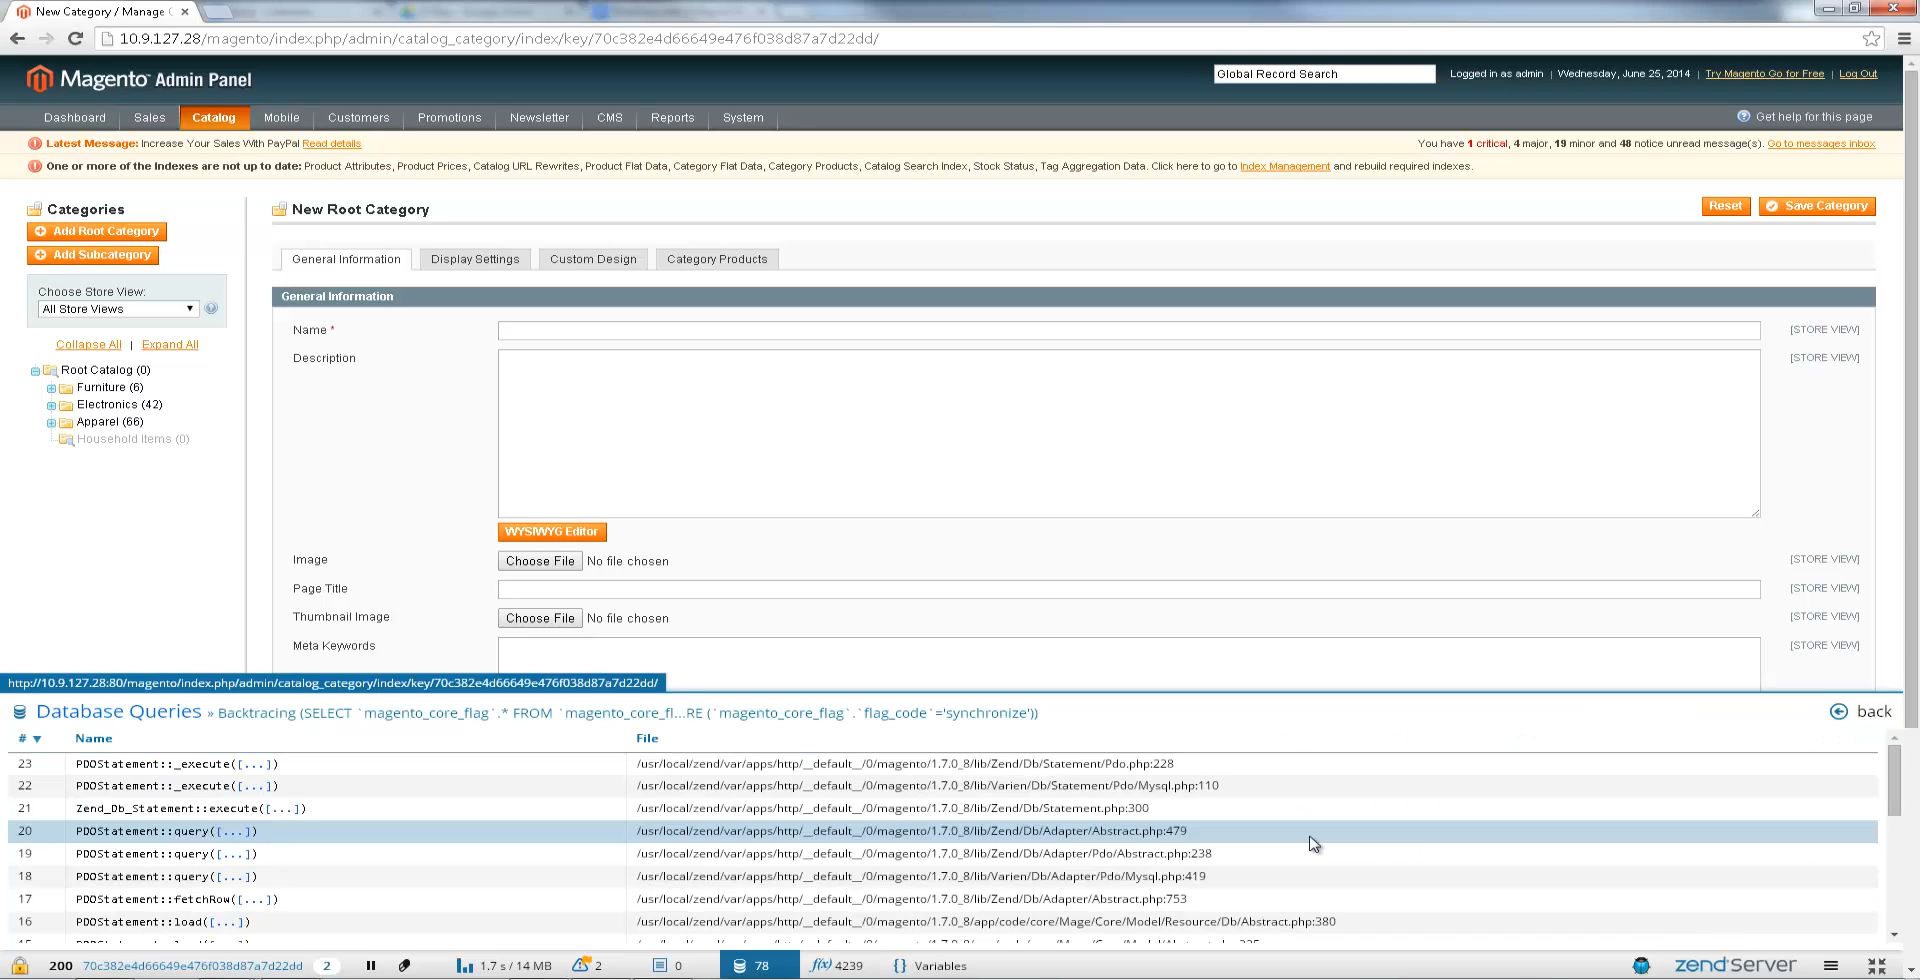 New Category / Manage C
10.9.127.28/magento/index.php/admin/catalog_category/index/key/70c382e4d66649e476f038d87a7d22dd/
Magento Admin Panel
Global Record Search
Logged in as admin | Wednesday, June 25, 2014 | Try Magento Go for Free | Log Out
Dashboard Sales Catalog Mobile Customers Promotions Newsletter CMS Reports System
Get help for this page
Latest Message: Increase Your Sales With PayPal Read details
You have 1 critical, 4 major, 19 minor and 48 notice unread message(s). Go to messages inbox
One or more of the Indexes are not up to date: Product Attributes, Product Prices, Catalog URL Rewrites, Product Flat Data, Category Flat Data, Category Products, Catalog Search Index, Stock Status, Tag Aggregation Data. Click here to go to Index Management and rebuild required indexes.
Categories
Add Root Category
Add Subcategory
Choose Store View:
All Store Views
Collapse All | Expand All
Root Catalog (0)
Furniture (6)
Electronics (42)
Apparel (66)
Household Items (0)
New Root Category
Reset
Save Category
General Information Display Settings Custom Design Category Products
General Information
Name * [STORE VIEW]
Description [STORE VIEW]
WYSIWYG Editor
Image Choose File No file chosen [STORE VIEW]
Page Title [STORE VIEW]
Thumbnail Image Choose File No file chosen [STORE VIEW]
Meta Keywords [STORE VIEW]
http://10.9.127.28:80/magento/index.php/admin/catalog_category/index/key/70c382e4d66649e476f038d87a7d22dd/
Database Queries » Backtracing (SELECT `magento_core_flag`.* FROM `magento_core_fl...RE (`magento_core_flag`.`flag_code`='synchronize'))
back
# Name File
23 PDOStatement::_execute([...]) /usr/local/zend/var/apps/http/__default__/0/magento/1.7.0_8/lib/Zend/Db/Statement/Pdo.php:228
22 PDOStatement::_execute([...]) /usr/local/zend/var/apps/http/__default__/0/magento/1.7.0_8/lib/Varien/Db/Statement/Pdo/Mysql.php:110
21 Zend_Db_Statement::execute([...]) /usr/local/zend/var/apps/http/__default__/0/magento/1.7.0_8/lib/Zend/Db/Statement.php:300
20 PDOStatement::query([...]) /usr/local/zend/var/apps/http/__default__/0/magento/1.7.0_8/lib/Zend/Db/Adapter/Abstract.php:479
19 PDOStatement::query([...]) /usr/local/zend/var/apps/http/__default__/0/magento/1.7.0_8/lib/Zend/Db/Adapter/Pdo/Abstract.php:238
18 PDOStatement::query([...]) /usr/local/zend/var/apps/http/__default__/0/magento/1.7.0_8/lib/Varien/Db/Adapter/Pdo/Mysql.php:419
17 PDOStatement::fetchRow([...]) /usr/local/zend/var/apps/http/__default__/0/magento/1.7.0_8/lib/Zend/Db/Adapter/Abstract.php:753
16 PDOStatement::load([...]) /usr/local/zend/var/apps/http/__default__/0/magento/1.7.0_8/app/code/core/Mage/Core/Model/Resource/Db/Abstract.php:380
200 70c382e4d66649e476f038d87a7d22dd 2 1.7 s / 14 MB 2 0 78 f(x) 4239 {} Variables zend Server